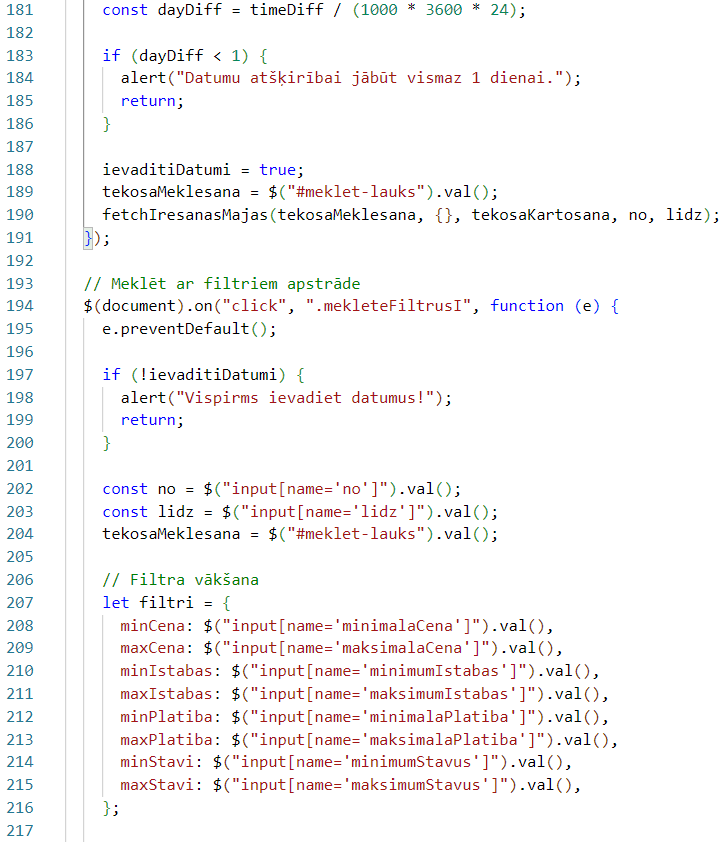 181 const dayDiff = timeDiff / (1000 * 3600 * 24);
182
183 if (dayDiff < 1) {
184 alert("Datumu atšķirībai jābūt vismaz 1 dienai.");
185 return;
186 }
187
188 ievaditiDatumi = true;
189 tekosaMeklesana = $("#meklet-lauks").val();
190 fetchIresanasMajas(tekosaMeklesana, {}, tekosaKartosana, no, lidz);
191 });
192
193 // Meklēt ar filtriem apstrāde
194 $(document).on("click", ".mekleteFiltrusI", function (e) {
195 e.preventDefault();
196
197 if (!ievaditiDatumi) {
198 alert("Vispirms ievadiet datumus!");
199 return;
200 }
201
202 const no = $("input[name='no']").val();
203 const lidz = $("input[name='lidz']").val();
204 tekosaMeklesana = $("#meklet-lauks").val();
205
206 // Filtra vākšana
207 let filtri = {
208 minCena: $("input[name='minimalaCena']").val(),
209 maxCena: $("input[name='maksimalaCena']").val(),
210 minIstabas: $("input[name='minimumIstabas']").val(),
211 maxIstabas: $("input[name='maksimumIstabas']").val(),
212 minPlatiba: $("input[name='minimalaPlatiba']").val(),
213 maxPlatiba: $("input[name='maksimalaPlatiba']").val(),
214 minStavi: $("input[name='minimumStavus']").val(),
215 maxStavi: $("input[name='maksimumStavus']").val(),
216 };
217